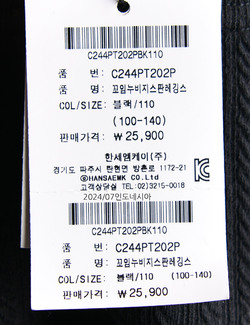 C244PT202PBK110
품 번: C244PT202P
품 명: 꼬임누비지스판레깅스
COL/SIZE: 블랙/110
(100-140)
판매가격: ₩ 25,900
한세엠케이(주)
경기도 파주시 탄현면 방촌로 1172-21
ⓗHANSAEMK CO.Ltd
고객상담실 TEL:02)3215-0018
2024/07인도네시아
C244PT202PBK110
품 번: C244PT202P
품 명: 꼬임누비지스판레깅스
COL/SIZE: 블랙/110 (100-140)
판매가격: ₩ 25,900